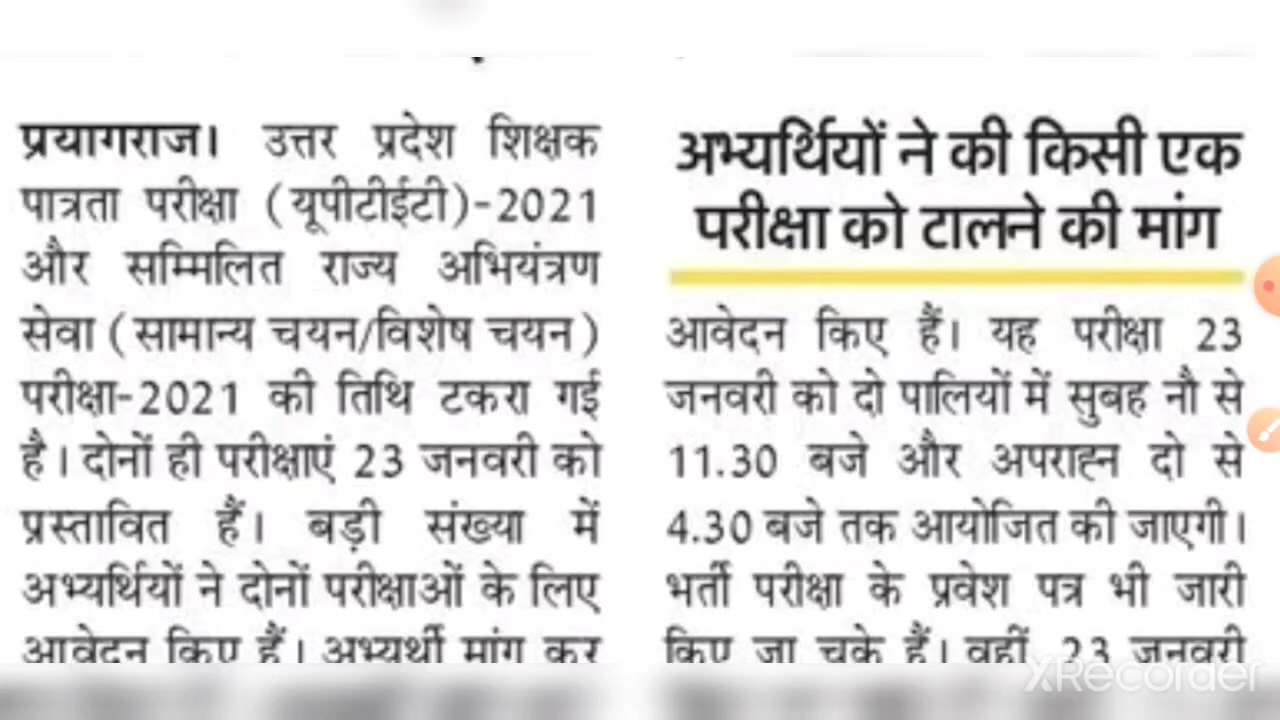 प्रयागराज। उत्तर प्रदेश शिक्षक
पात्रता परीक्षा (यूपीटीईटी)-2021
और सम्मिलित राज्य अभियंत्रण
सेवा (सामान्य चयन/विशेष चयन)
परीक्षा-2021 की तिथि टकरा गई
है। दोनों ही परीक्षाएं 23 जनवरी को
प्रस्तावित हैं। बड़ी संख्या में
अभ्यर्थियों ने दोनों परीक्षाओं के लिए
आवेदन किए हैं। अभ्यर्थी मांग कर
अभ्यर्थियों ने की किसी एक
परीक्षा को टालने की मांग
आवेदन किए हैं। यह परीक्षा 23
जनवरी को दो पालियों में सुबह नौ से
11.30 बजे और अपराह्न दो से
4.30 बजे तक आयोजित की जाएगी।
भर्ती परीक्षा के प्रवेश पत्र भी जारी
किए जा चुके हैं। वहीं, 23 जनवरी
XRecorder